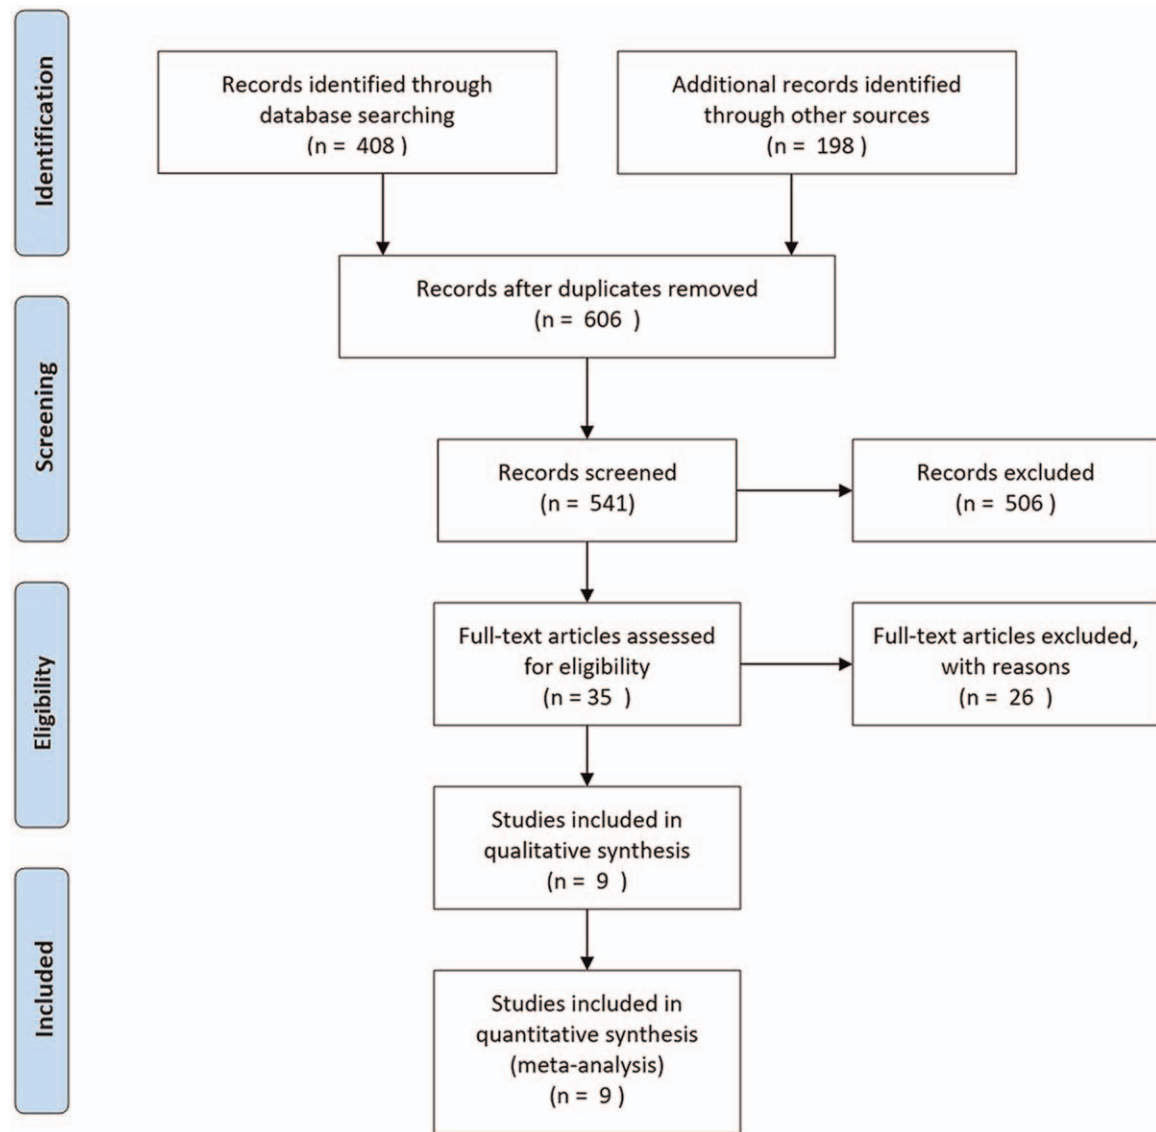 Identification
Records identified through
database searching
(n = 408 )
Additional records identified
through other sources
(n = 198 )
Records after duplicates removed
(n = 606 )
Screening
Records screened
(n = 541)
Records excluded
(n = 506 )
Eligibility
Full-text articles assessed
for eligibility
(n = 35 )
Full-text articles excluded,
with reasons
(n = 26 )
Studies included in
qualitative synthesis
(n = 9 )
Included
Studies included in
quantitative synthesis
(meta-analysis)
(n = 9 )